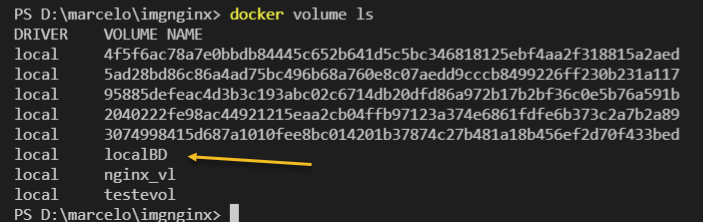 PS D:\marcelo\imgnginx> docker volume ls
DRIVER    VOLUME NAME
local     4f5f6ac78a7e0bbdb84445c652b641d5c5bc346818125ebf4aa2f318815a2aed
local     5ad28bd86c86a4ad75bc496b68a760e8c07aedd9cccb8499226ff230b231a117
local     95885defeac4d3b3c193abc02c6714db20dfd86a972b17b2bf36c0e5b76a591b
local     2040222fe98ac44921215eaa2cb04ffb97123a374e6861fdfe6b373c2a7b2a89
local     3074998415d687a1010fee8bc014201b37874c27b481a18b456ef2d70f433bed
local     localBD
local     nginx_vl
local     testevol
PS D:\marcelo\imgnginx>